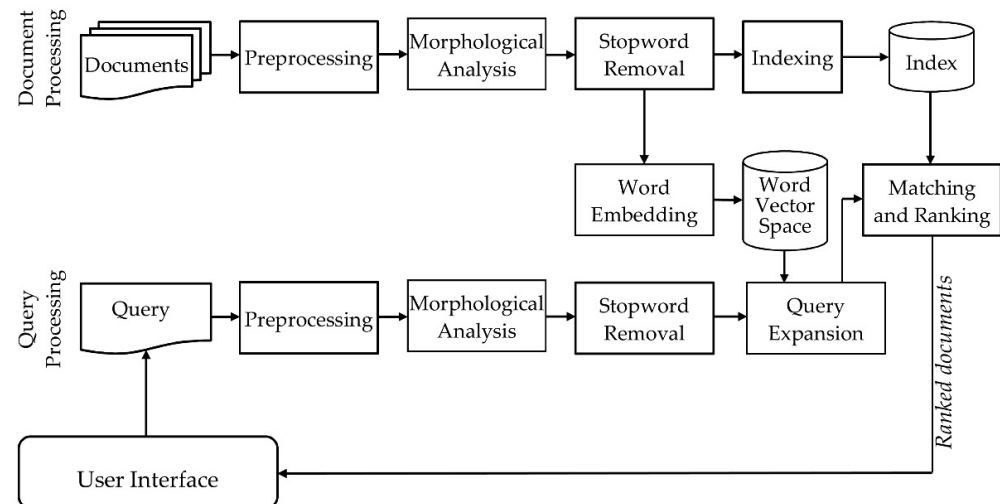 Document
Processing
Documents
Preprocessing
Morphological
Analysis
Stopword
Removal
Indexing
Index
Word
Embedding
Word
Vector
Space
Matching
and Ranking
Query
Processing
Query
Preprocessing
Morphological
Analysis
Stopword
Removal
Query
Expansion
Ranked documents
User Interface